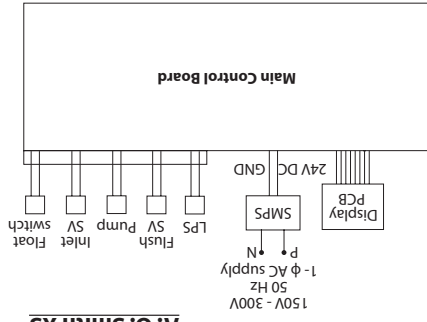 A. O. Smith
150V - 300V
50 Hz
1- ϕ AC supply
P
N
Display
PCB
SMPS
LPS
Flush
SV
Pump
Inlet
SV
Float
switch
24V DC
GND
Main Control Board